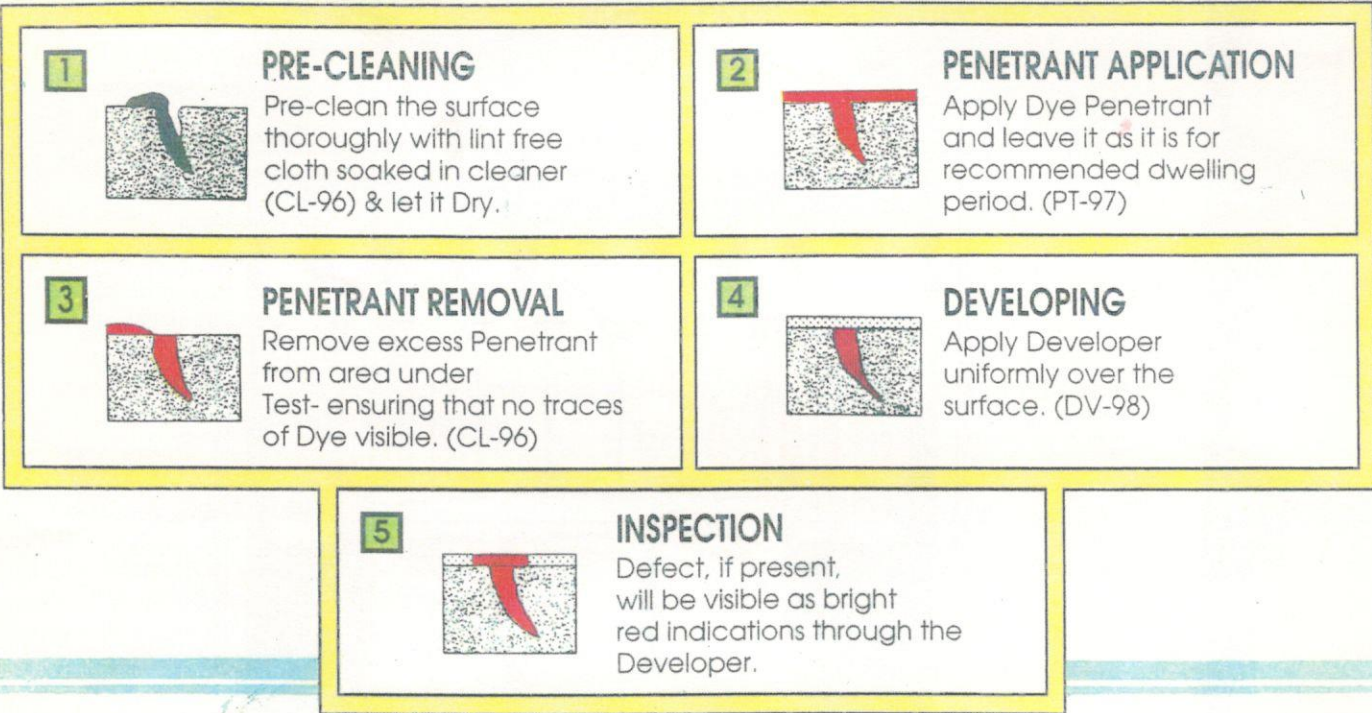 1
PRE-CLEANING
Pre-clean the surface
thoroughly with lint free
cloth soaked in cleaner
(CL-96) & let it Dry.
2
PENETRANT APPLICATION
Apply Dye Penetrant
and leave it as it is for
recommended dwelling
period. (PT-97)
3
PENETRANT REMOVAL
Remove excess Penetrant
from area under
Test- ensuring that no traces
of Dye visible. (CL-96)
4
DEVELOPING
Apply Developer
uniformly over the
surface. (DV-98)
5
INSPECTION
Defect, if present,
will be visible as bright
red indications through the
Developer.